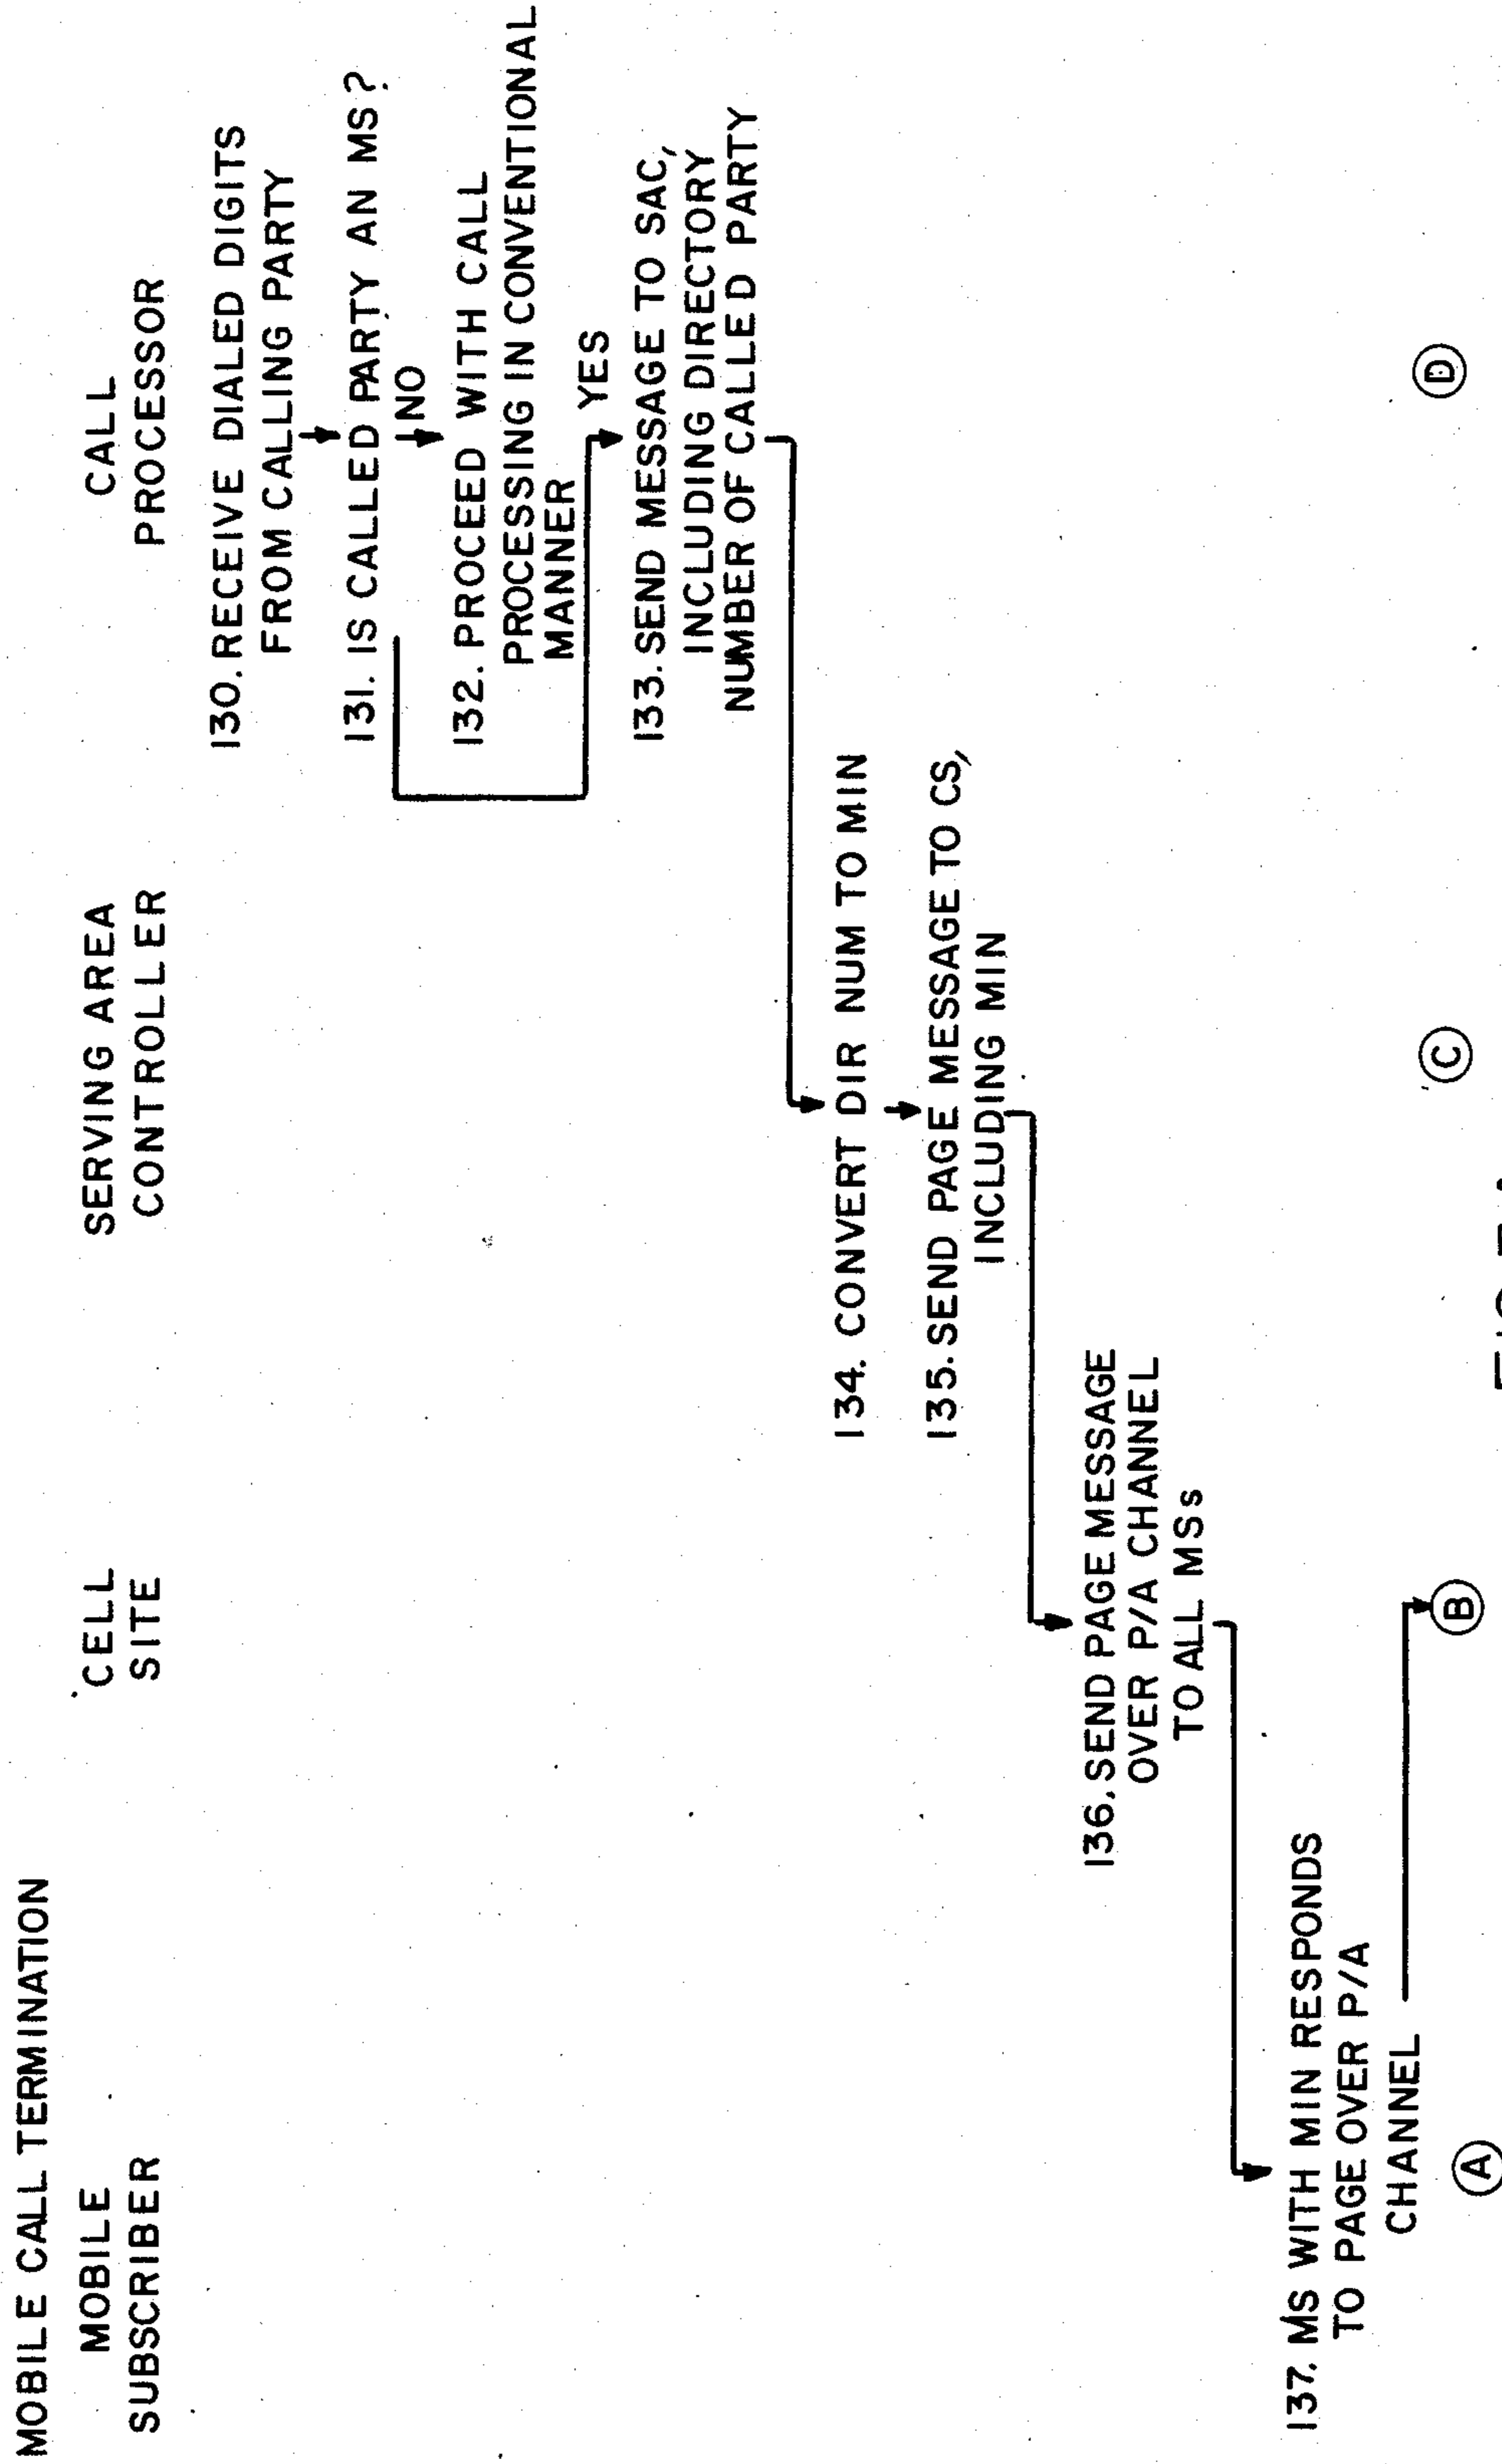 MOBILE CALL TERMINATION
MOBILE
SUBSCRIBER
CELL
SITE
SERVING AREA
CONTROLLER
CALL
PROCESSOR
130. RECEIVE DIALED DIGITS
FROM CALLING PARTY
131. IS CALLED PARTY AN MS?
NO
132. PROCEED WITH CALL
PROCESSING IN CONVENTIONAL
MANNER
YES
133. SEND MESSAGE TO SAC,
INCLUDING DIRECTORY
NUMBER OF CALLED PARTY
134. CONVERT DIR NUM TO MIN
135. SEND PAGE MESSAGE TO CS,
INCLUDING MIN
136. SEND PAGE MESSAGE
OVER P/A CHANNEL
TO ALL MSs
137. MS WITH MIN RESPONDS
TO PAGE OVER P/A
CHANNEL
A
B
C
D